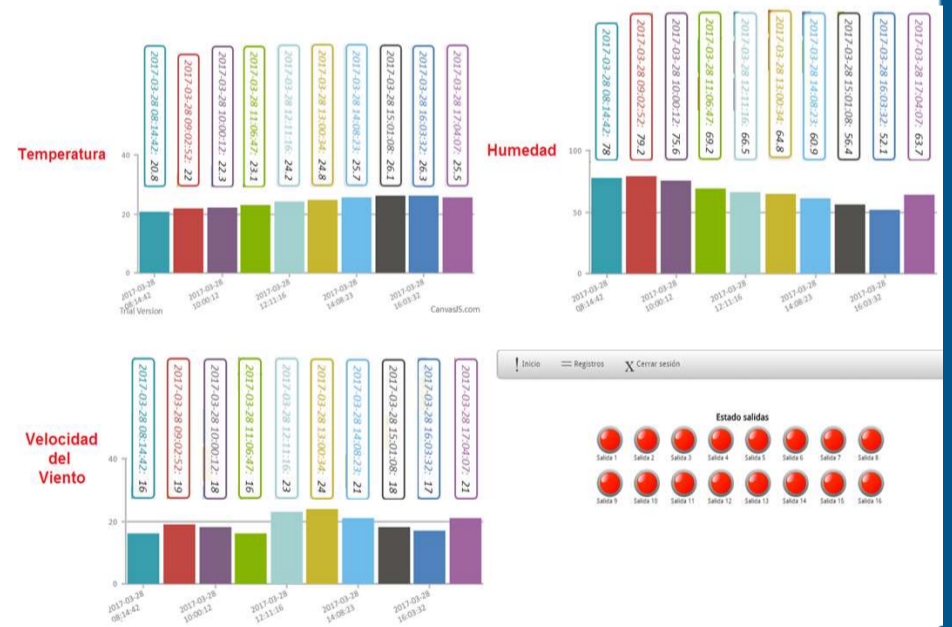 Temperatura
2017-03-28 08:14:42: 20.8
2017-03-28 09:02:52: 22
2017-03-28 10:00:12: 22.3
2017-03-28 11:06:47: 23.1
2017-03-28 12:11:16: 24.2
2017-03-28 13:00:34: 24.8
2017-03-28 14:08:23: 25.7
2017-03-28 15:01:08: 26.1
2017-03-28 16:03:32: 26.3
2017-03-28 17:04:07: 25.5
40
20
0
2017-03-28
08:14:42
2017-03-28
10:00:12
2017-03-28
12:11:16
2017-03-28
14:08:23
2017-03-28
16:03:32
Trial Version
CanvasJS.com
Humedad
2017-03-28 08:14:42: 78
2017-03-28 09:02:52: 79.2
2017-03-28 10:00:12: 75.6
2017-03-28 11:06:47: 69.2
2017-03-28 12:11:16: 66.5
2017-03-28 13:00:34: 64.8
2017-03-28 14:08:23: 60.9
2017-03-28 15:01:08: 56.4
2017-03-28 16:03:32: 52.1
2017-03-28 17:04:07: 63.7
100
50
0
2017-03-28
08:14:42
2017-03-28
10:00:12
2017-03-28
12:11:16
2017-03-28
14:08:23
2017-03-28
16:03:32
Velocidad
del
Viento
2017-03-28 08:14:42: 16
2017-03-28 09:02:52: 19
2017-03-28 10:00:12: 18
2017-03-28 11:06:47: 16
2017-03-28 12:11:16: 23
2017-03-28 13:00:34: 24
2017-03-28 14:08:23: 21
2017-03-28 15:01:08: 18
2017-03-28 16:03:32: 17
2017-03-28 17:04:07: 21
40
20
0
2017-03-28
08:14:42
2017-03-28
10:00:12
2017-03-28
12:11:16
2017-03-28
14:08:23
2017-03-28
16:03:32
! Inicio = Registros X Cerrar sesión
Estado salidas
Salida 1 Salida 2 Salida 3 Salida 4 Salida 5 Salida 6 Salida 7 Salida 8
Salida 9 Salida 10 Salida 11 Salida 12 Salida 13 Salida 14 Salida 15 Salida 16